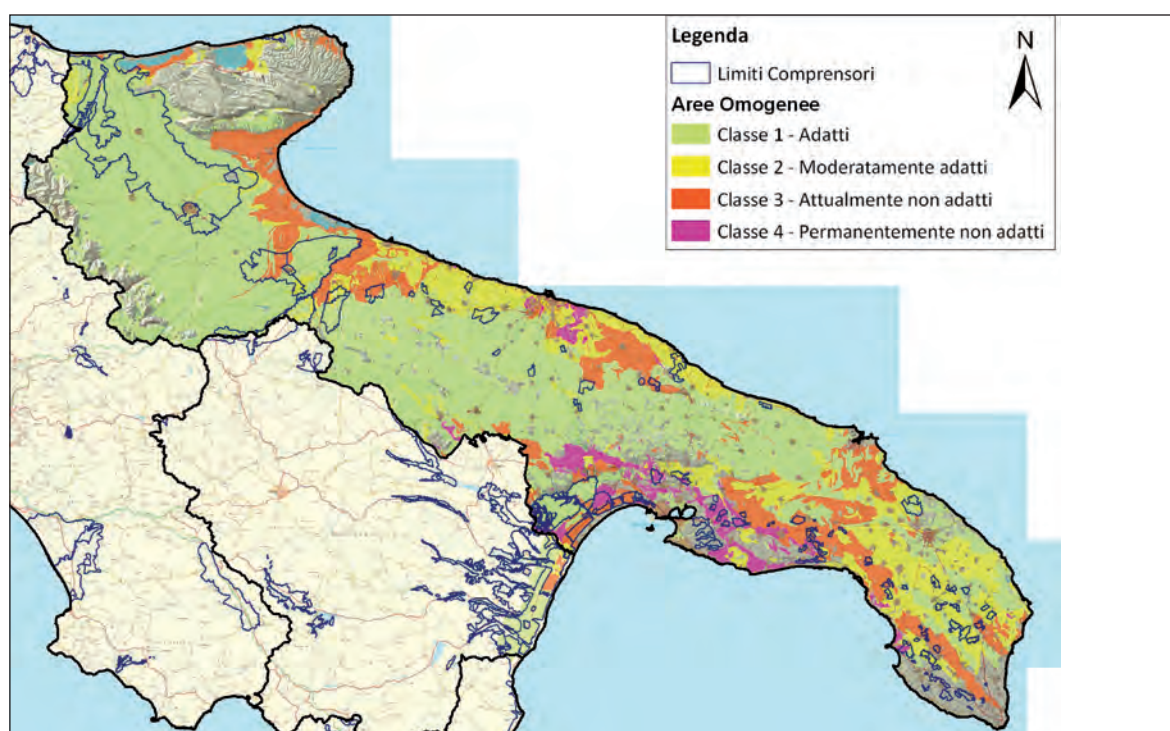 Legenda
N
Limiti Comprensori
Aree Omogenee
Classe 1 - Adatti
Classe 2 - Moderatamente adatti
Classe 3 - Attualmente non adatti
Classe 4 - Permanentemente non adatti